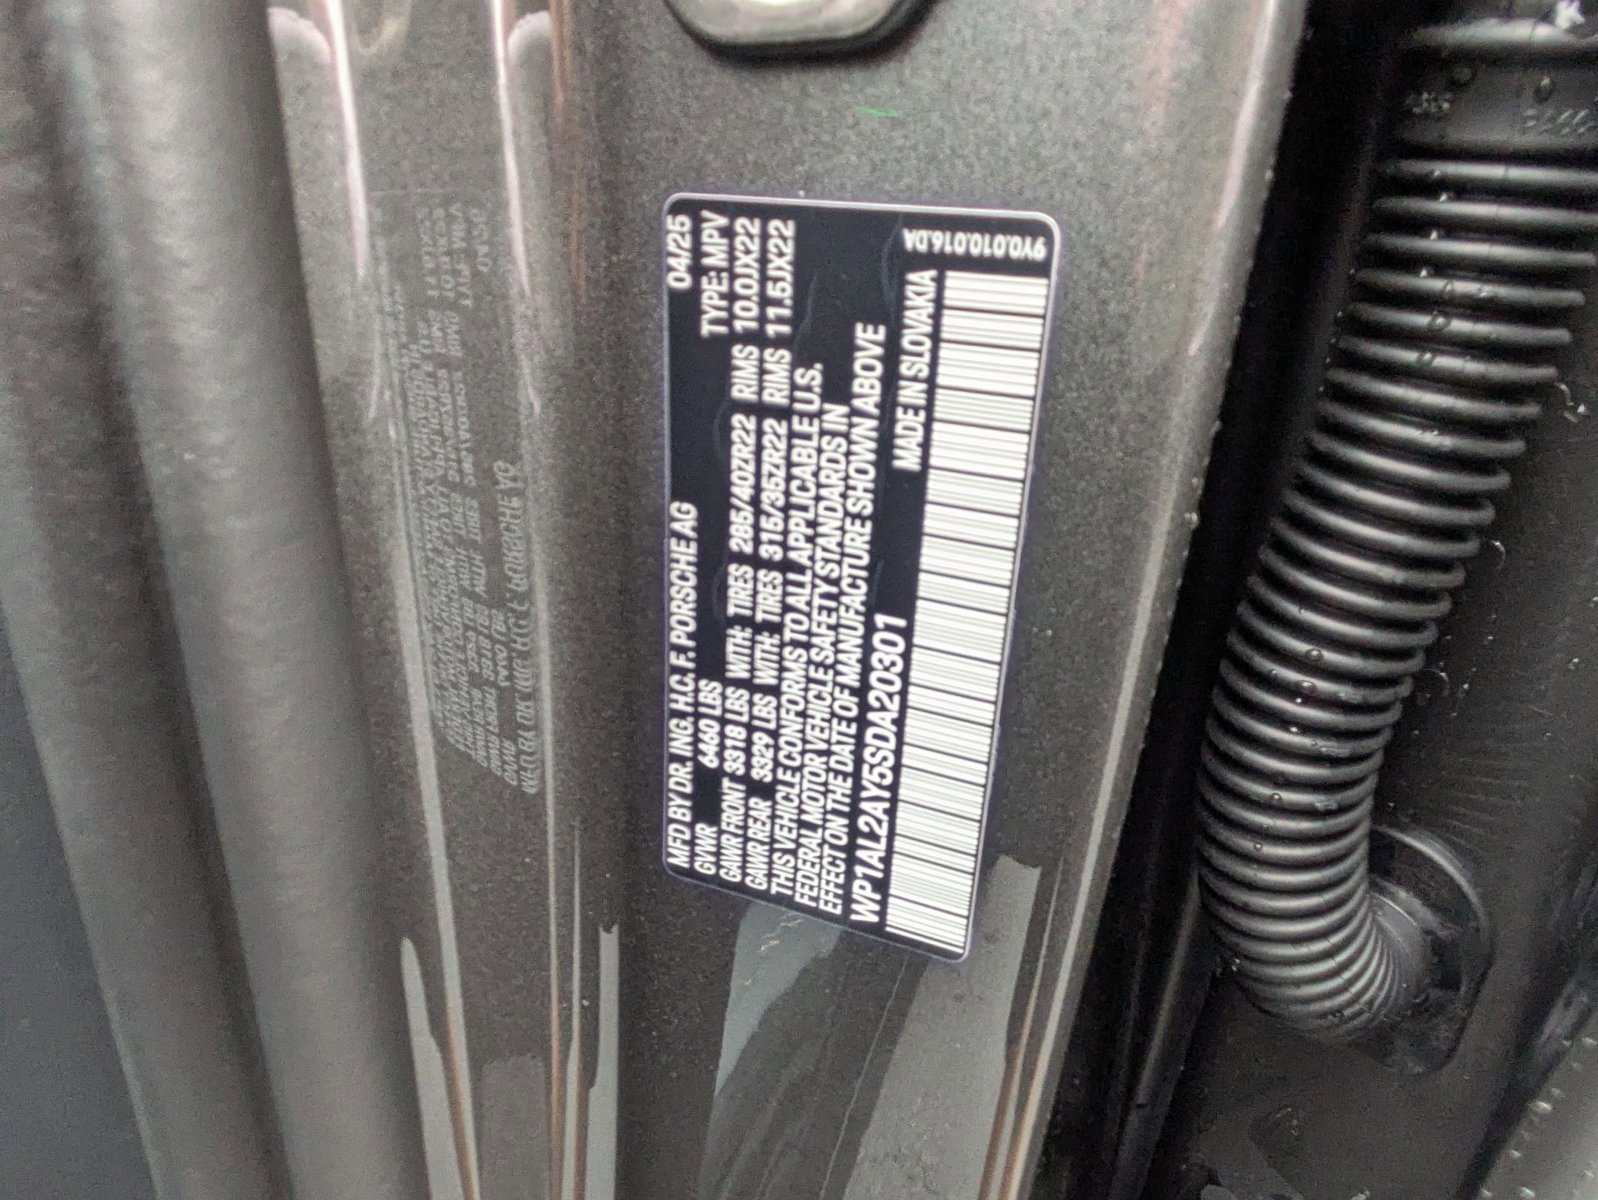 MFD BY DR. ING. H.C. F. PORSCHE AG 04/25
GVWR 6460 LBS TYPE: MPV
GAWR FRONT 3318 LBS WITH: TIRES 285/40ZR22 RIMS 10.0JX22
GAWR REAR 3329 LBS WITH: TIRES 315/35ZR22 RIMS 11.5JX22
THIS VEHICLE CONFORMS TO ALL APPLICABLE U.S.
FEDERAL MOTOR VEHICLE SAFETY STANDARDS IN
EFFECT ON THE DATE OF MANUFACTURE SHOWN ABOVE
WP1AL2AY5SDA20301 MADE IN SLOVAKIA
9Y0.010.016.DA